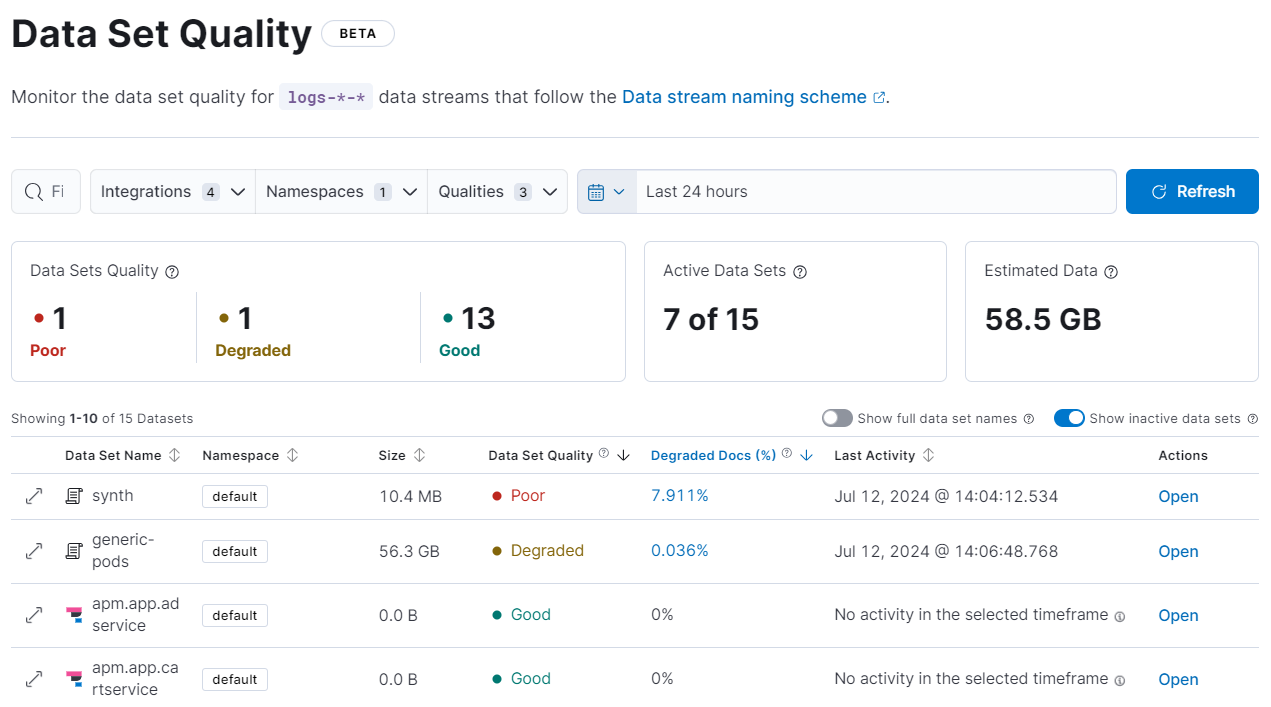 Data Set Quality BETA
Monitor the data set quality for logs-*-* data streams that follow the Data stream naming scheme.
Fi Integrations 4 Namespaces 1 Qualities 3 Last 24 hours Refresh
Data Sets Quality Active Data Sets Estimated Data
1 1 13 7 of 15 58.5 GB
Poor Degraded Good
Showing 1-10 of 15 Datasets Show full data set names Show inactive data sets
Data Set Name Namespace Size Data Set Quality Degraded Docs (%) Last Activity Actions
synth default 10.4 MB Poor 7.911% Jul 12, 2024 @ 14:04:12.534 Open
generic-
pods default 56.3 GB Degraded 0.036% Jul 12, 2024 @ 14:06:48.768 Open
apm.app.ad
service default 0.0 B Good 0% No activity in the selected timeframe Open
apm.app.ca
rtservice default 0.0 B Good 0% No activity in the selected timeframe Open